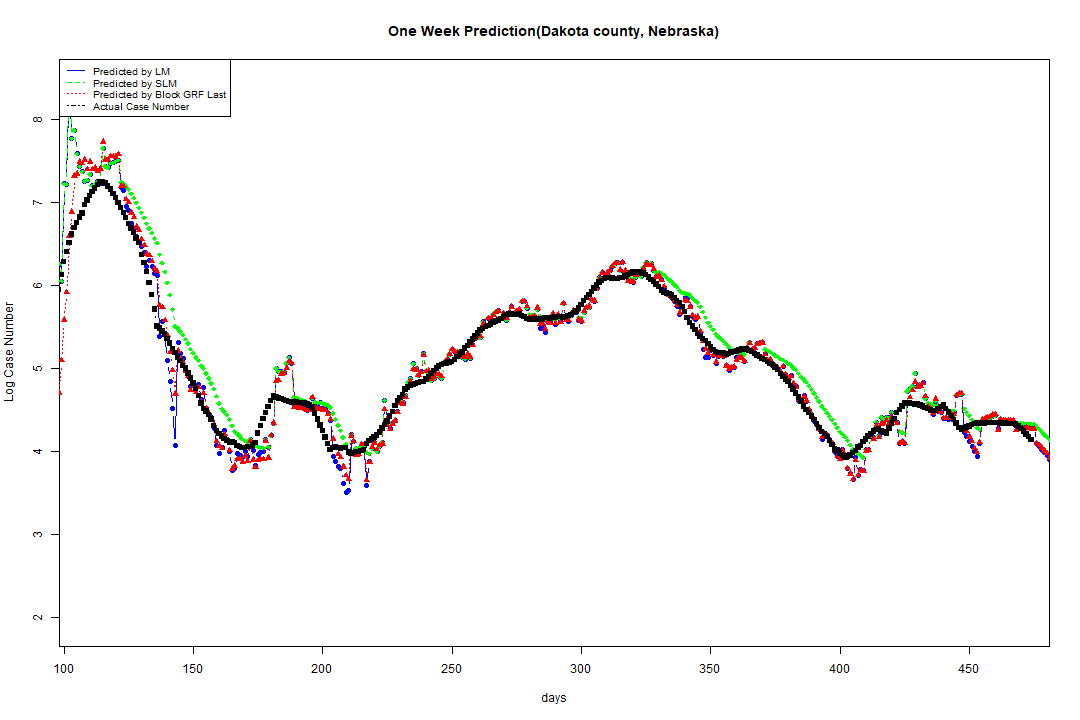 One Week Prediction(Dakota county, Nebraska)
Predicted by LM
Predicted by SLM
Predicted by Block GRF Last
Actual Case Number
Log Case Number
8
7
6
5
4
3
2
100 150 200 250 300 350 400 450
days